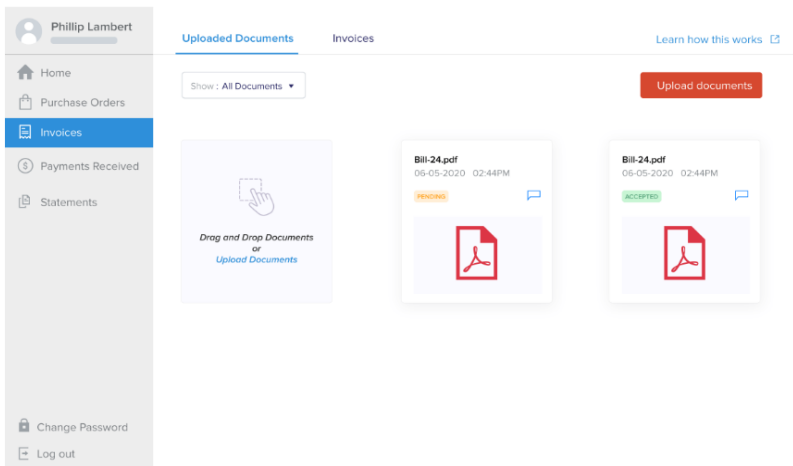 Phillip Lambert
Uploaded Documents
Invoices
Learn how this works
Home
Purchase Orders
Invoices
Payments Received
Statements
Change Password
Log out
Show : All Documents
Upload documents
Drag and Drop Documents
or
Upload Documents
Bill-24.pdf
06-05-2020 02:44PM
PENDING
Bill-24.pdf
06-05-2020 02:44PM
ACCEPTED